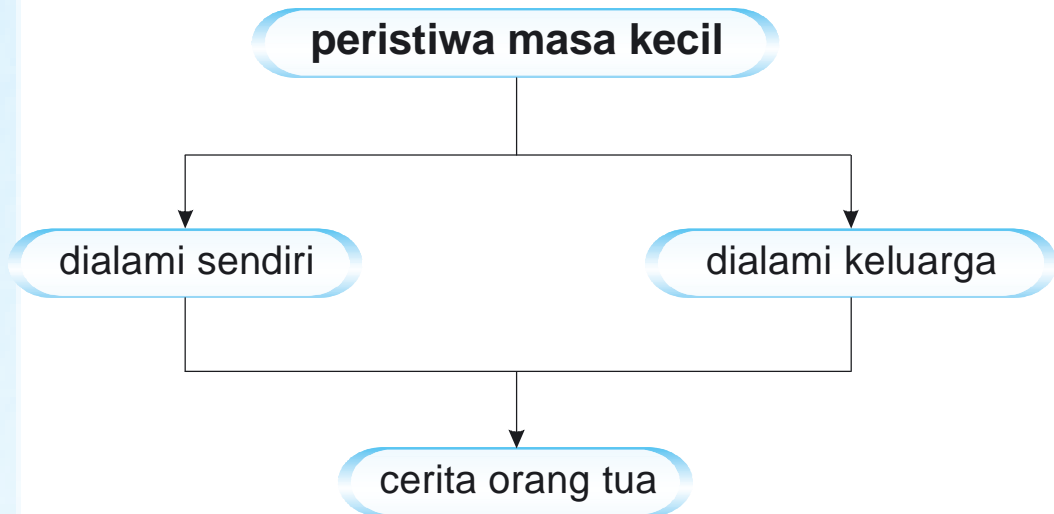 peristiwa masa kecil
dialami sendiri
dialami keluarga
cerita orang tua